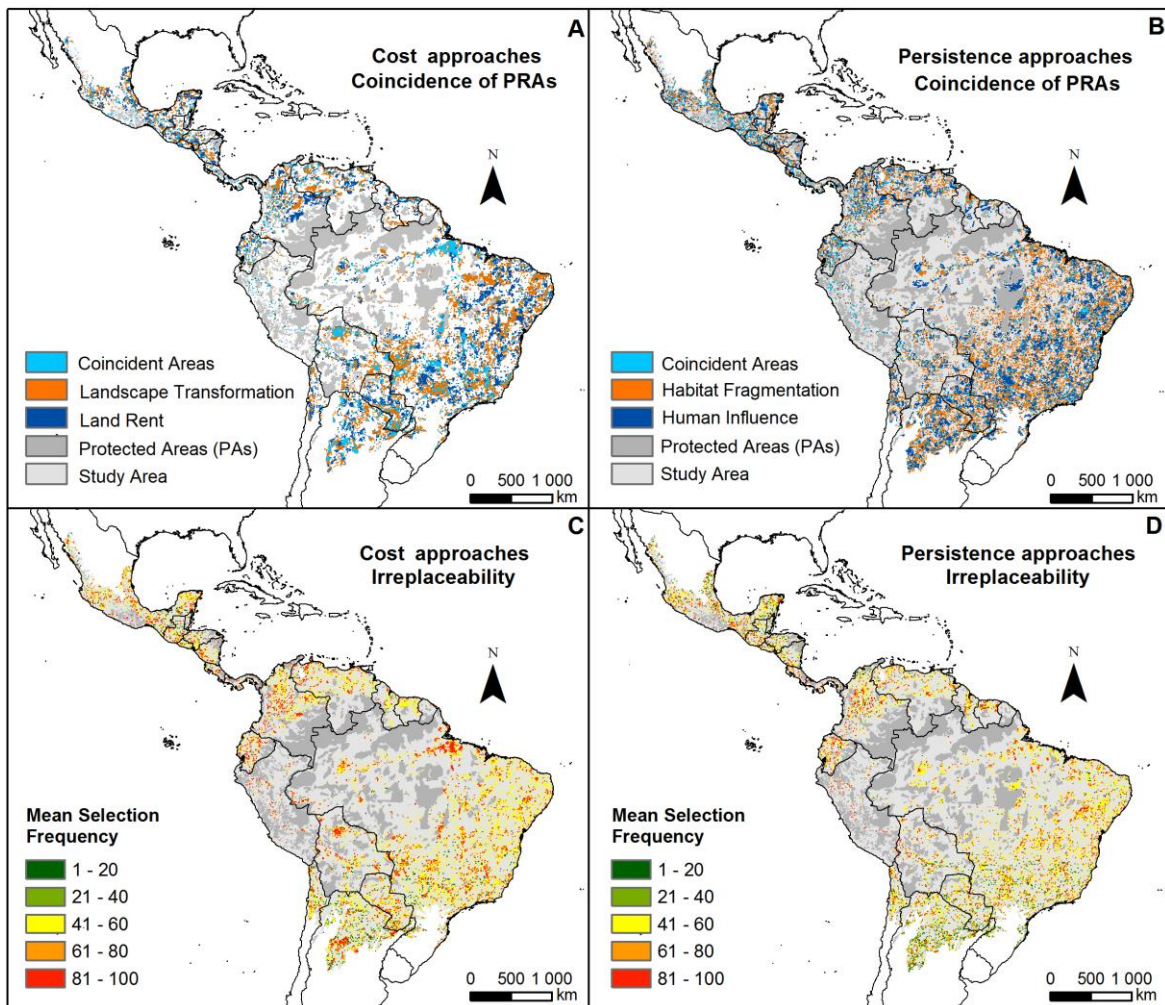 A
Cost approaches
Coincidence of PRAs
N
Coincident Areas
Landscape Transformation
Land Rent
Protected Areas (PAs)
Study Area
0 500 1 000
km
B
Persistence approaches
Coincidence of PRAs
N
Coincident Areas
Habitat Fragmentation
Human Influence
Protected Areas (PAs)
Study Area
0 500 1 000
km
C
Cost approaches
Irreplaceability
N
Mean Selection
Frequency
1 - 20
21 - 40
41 - 60
61 - 80
81 - 100
0 500 1 000
km
D
Persistence approaches
Irreplaceability
N
Mean Selection
Frequency
1 - 20
21 - 40
41 - 60
61 - 80
81 - 100
0 500 1 000
km